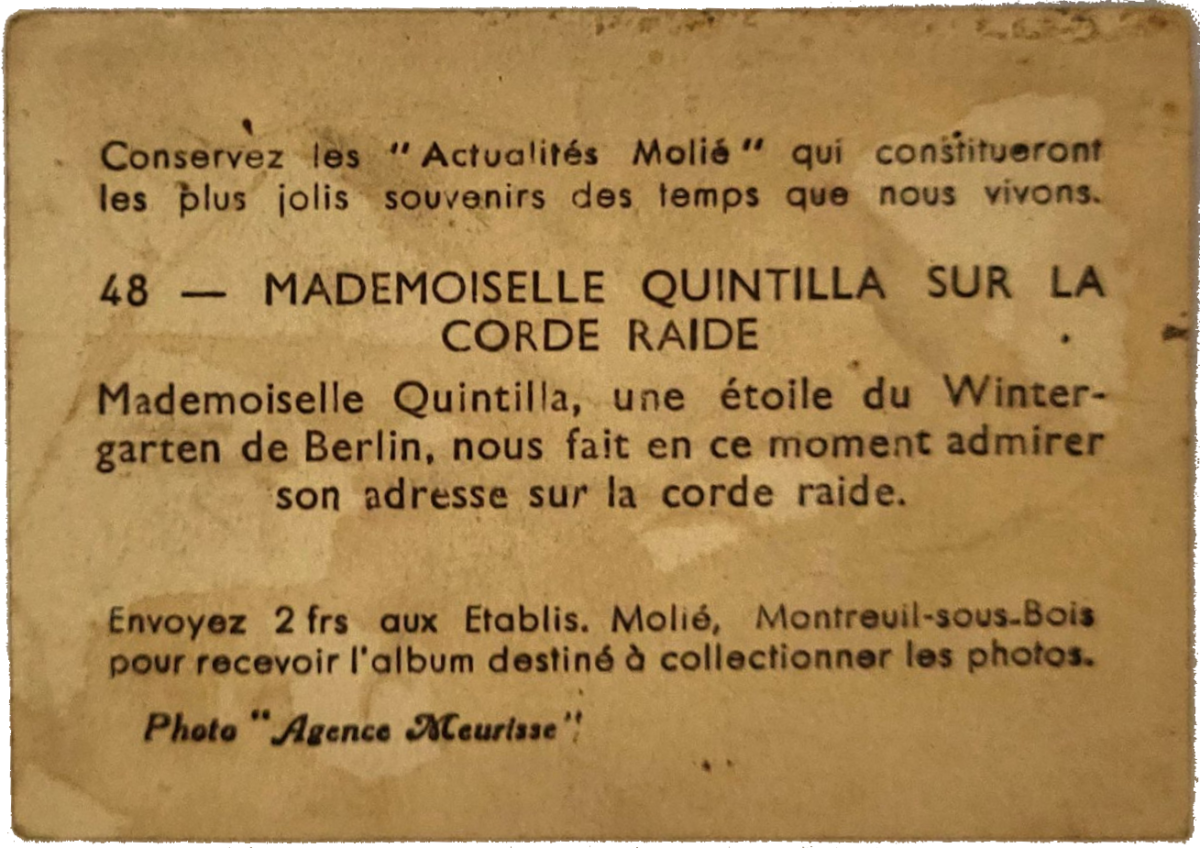 Conservez les "Actualités Molié" qui constitueront
les plus jolis souvenirs des temps que nous vivons.
48 — MADEMOISELLE QUINTILLA SUR LA
CORDE RAIDE
Mademoiselle Quintilla, une étoile du Winter-
garten de Berlin, nous fait en ce moment admirer
son adresse sur la corde raide.
Envoyez 2 frs aux Etablis. Molié, Montreuil-sous-Bois
pour recevoir l'album destiné à collectionner les photos.
Photo "Agence Meurisse"